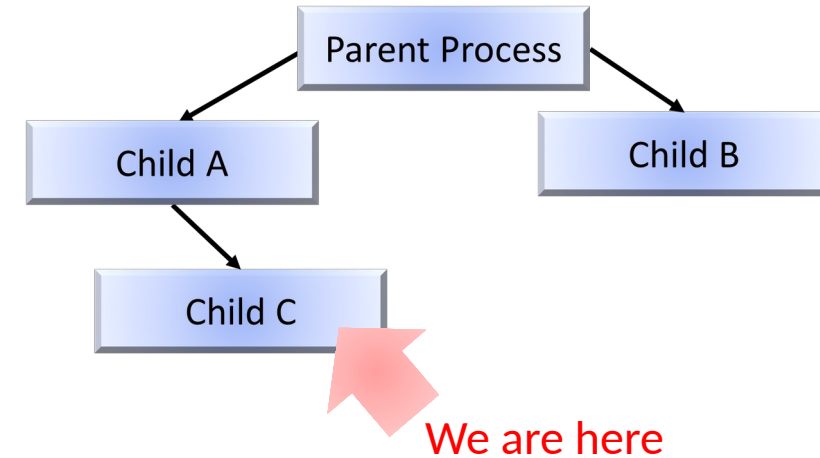 Parent Process
Child A
Child B
Child C
We are here